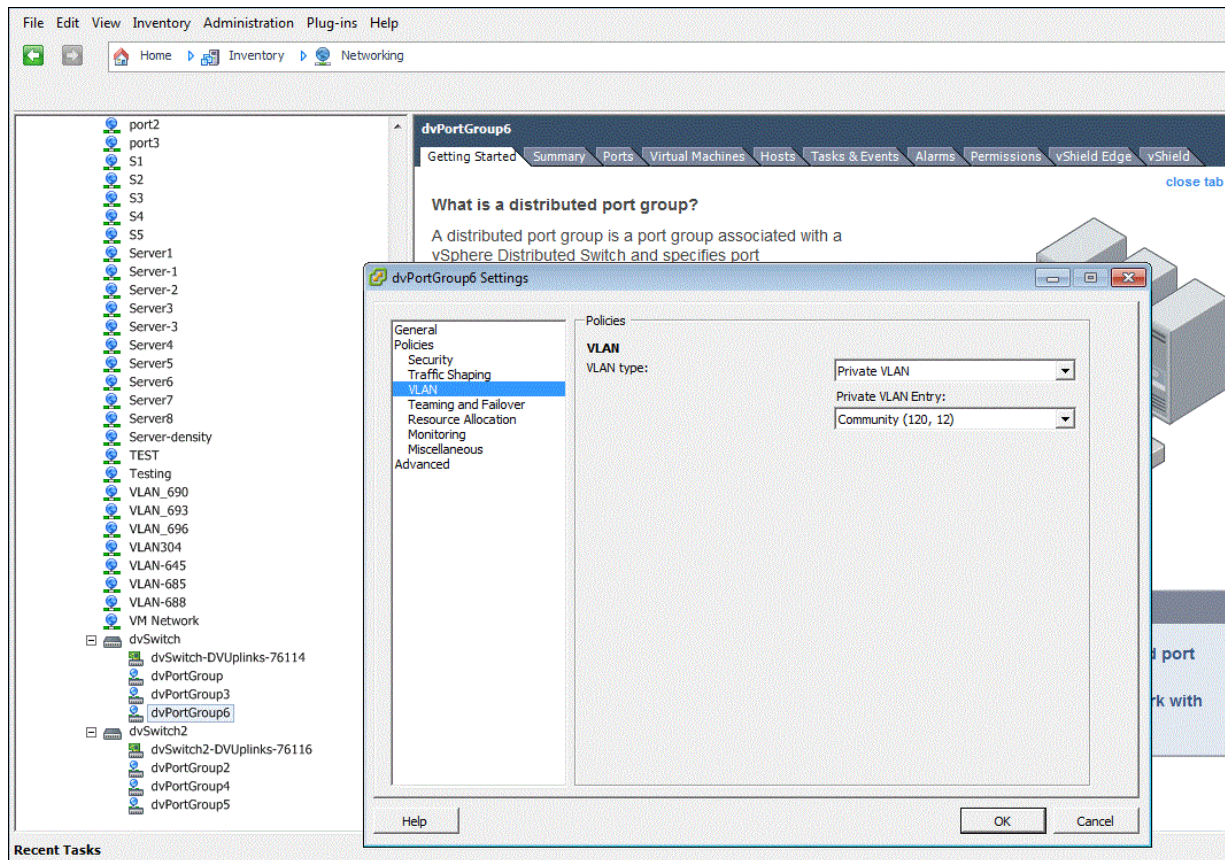 File Edit View Inventory Administration Plug-ins Help
Home Inventory Networking
port2
port3
S1
S2
S3
S4
S5
Server1
Server-1
Server-2
Server3
Server-3
Server4
Server5
Server6
Server7
Server8
Server-density
TEST
Testing
VLAN_690
VLAN_693
VLAN_696
VLAN304
VLAN-645
VLAN-685
VLAN-688
VM Network
dvSwitch
dvSwitch-DVUplinks-76114
dvPortGroup
dvPortGroup3
dvPortGroup6
dvSwitch2
dvSwitch2-DVUplinks-76116
dvPortGroup2
dvPortGroup4
dvPortGroup5
dvPortGroup6
Getting Started Summary Ports Virtual Machines Hosts Tasks & Events Alarms Permissions vShield Edge vShield
close tab
What is a distributed port group?
A distributed port group is a port group associated with a
vSphere Distributed Switch and specifies port
dvPortGroup6 Settings
General
Policies
Security
Traffic Shaping
VLAN
Teaming and Failover
Resource Allocation
Monitoring
Miscellaneous
Advanced
Policies
VLAN
VLAN type:
Private VLAN
Private VLAN Entry:
Community (120, 12)
port
with
Help OK Cancel
Recent Tasks